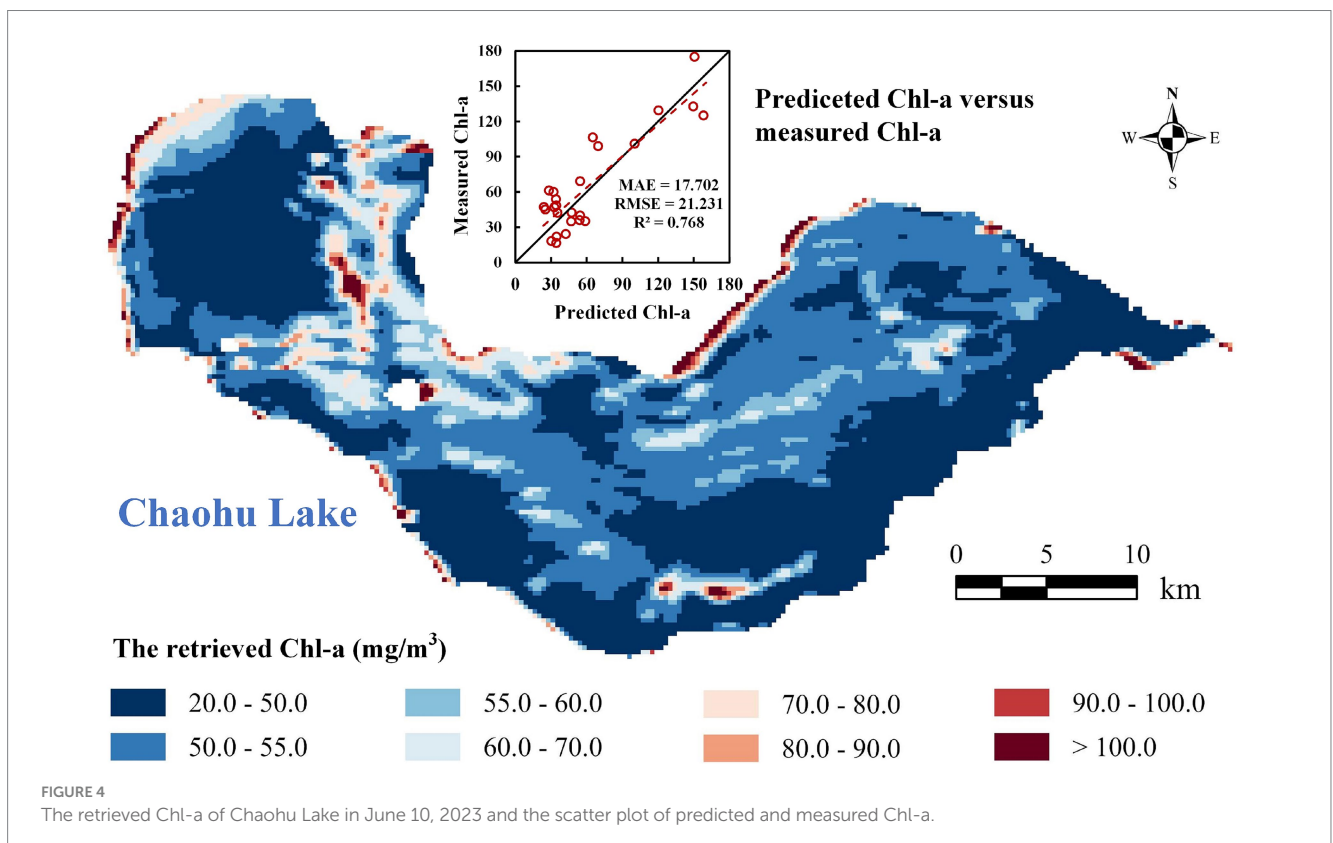 180
150
120
90
60
30
0
Measured Chl-a
MAE = 17.702
RMSE = 21.231
R² = 0.768
0 30 60 90 120 150 180
Predicted Chl-a
Prediceted Chl-a versus
measured Chl-a
N
W E
S
Chaohu Lake
0 5 10
km
The retrieved Chl-a (mg/m³)
20.0 - 50.0 55.0 - 60.0 70.0 - 80.0 90.0 - 100.0
50.0 - 55.0 60.0 - 70.0 80.0 - 90.0 > 100.0
FIGURE 4
The retrieved Chl-a of Chaohu Lake in June 10, 2023 and the scatter plot of predicted and measured Chl-a.